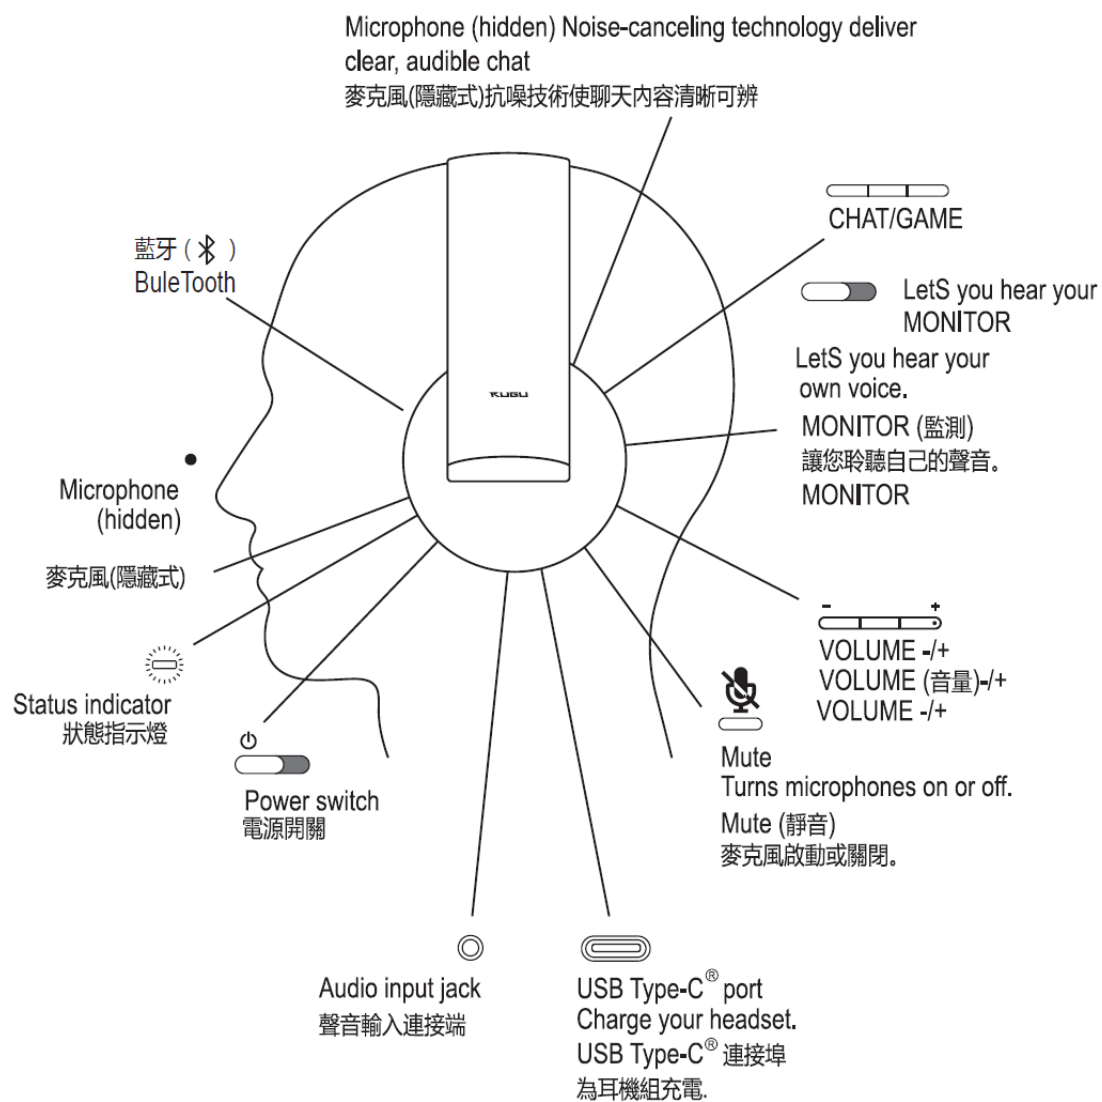 Microphone (hidden) Noise-canceling technology deliver
clear, audible chat
麥克風(隱藏式)抗噪技術使聊天內容清晰可辨
CHAT/GAME
藍牙 ( )
BuleTooth
LetS you hear your
MONITOR
LetS you hear your
own voice.
MONITOR (監測)
讓您聆聽自己的聲音。
MONITOR
KUGU
Microphone
(hidden)
麥克風(隱藏式)
- +
VOLUME -/+
VOLUME (音量)-/+
VOLUME -/+
Status indicator
狀態指示燈
Mute
Turns microphones on or off.
Mute (靜音)
麥克風啟動或關閉。
Power switch
電源開關
Audio input jack
聲音輸入連接端
USB Type-C® port
Charge your headset.
USB Type-C® 連接埠
為耳機組充電.